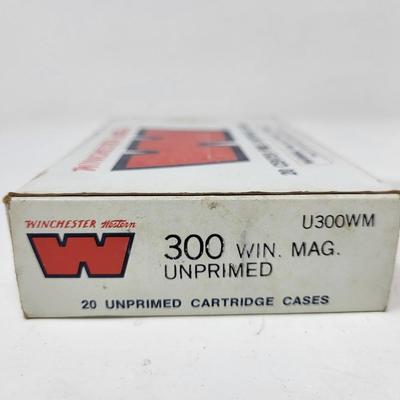 WINCHESTER Western
U300WM
300 WIN. MAG.
UNPRIMED
20 UNPRIMED CARTRIDGE CASES